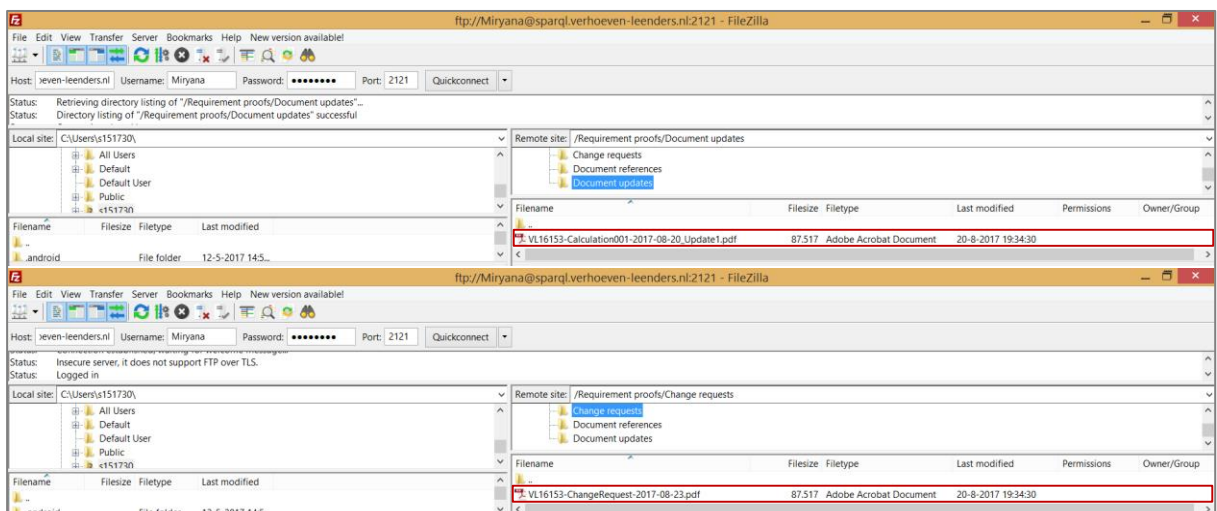 ftp://Miryana@sparql.verhoeven-leenders.nl:2121 - FileZilla
File Edit View Transfer Server Bookmarks Help New version available!
Host: oeven-leenders.nl Username: Miryana Password: ●●●●●●●● Port: 2121 Quickconnect
Status: Retrieving directory listing of "/Requirement proofs/Document updates"...
Status: Directory listing of "/Requirement proofs/Document updates" successful
Local site: C:\Users\s151730\ Remote site: /Requirement proofs/Document updates
All Users Change requests
Default Document references
Default User Document updates
Public
s151730
Filename Filesize Filetype Last modified Permissions Owner/Group
Filename Filesize Filetype Last modified
.. ..
VL16153-Calculation001-2017-08-20_Update1.pdf 87.517 Adobe Acrobat Document 20-8-2017 19:34:30
.android File folder 12-5-2017 14:5...
ftp://Miryana@sparql.verhoeven-leenders.nl:2121 - FileZilla
File Edit View Transfer Server Bookmarks Help New version available!
Host: oeven-leenders.nl Username: Miryana Password: ●●●●●●●● Port: 2121 Quickconnect
Status: Insecure server, it does not support FTP over TLS.
Status: Logged in
Local site: C:\Users\s151730\ Remote site: /Requirement proofs/Change requests
All Users Change requests
Default Document references
Default User Document updates
Public
s151730
Filename Filesize Filetype Last modified Permissions Owner/Group
Filename Filesize Filetype Last modified
.. ..
VL16153-ChangeRequest-2017-08-23.pdf 87.517 Adobe Acrobat Document 20-8-2017 19:34:30